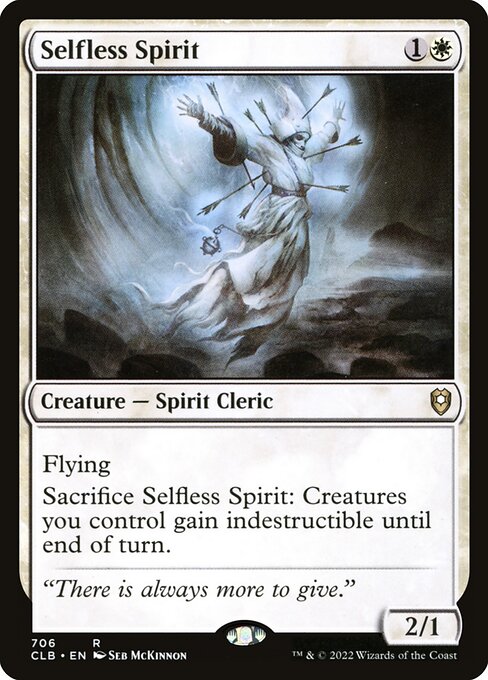 Selfless Spirit 1
Creature — Spirit Cleric
Flying
Sacrifice Selfless Spirit: Creatures
you control gain indestructible until
end of turn.
“There is always more to give.”
2/1
706 R
CLB • EN Seb McKinnon
™ & © 2022 Wizards of the Coast